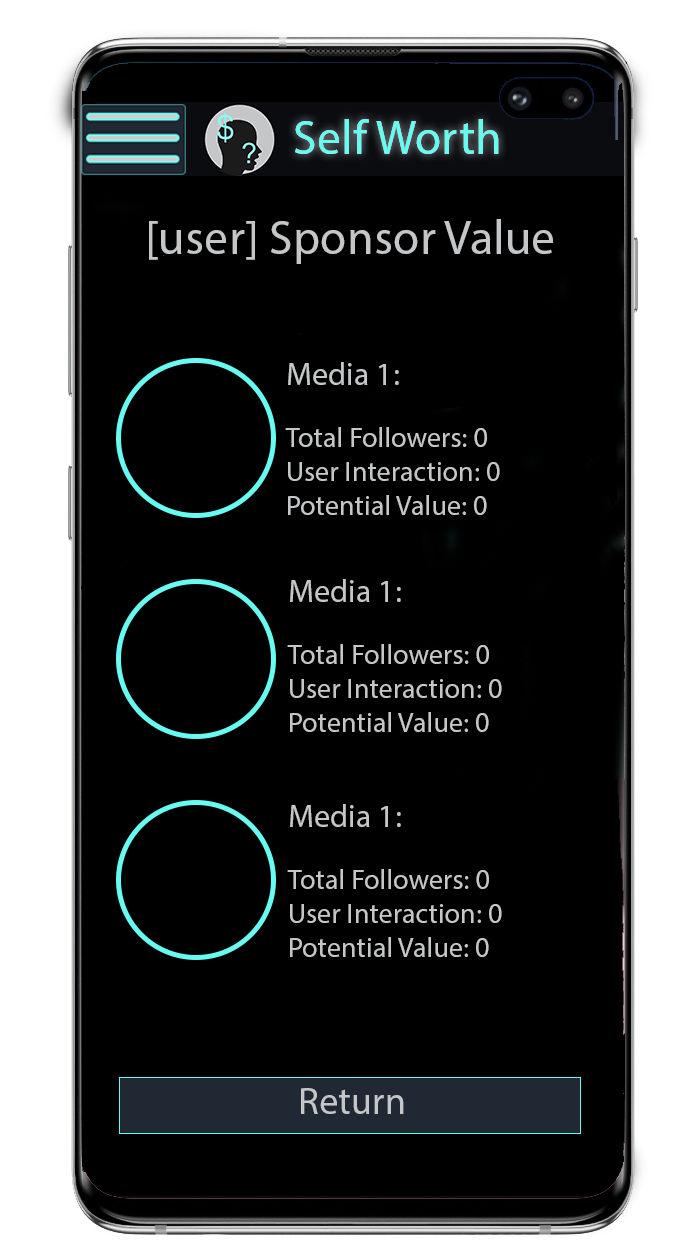 $
?
Self Worth
[user] Sponsor Value
Media 1:
Total Followers: 0
User Interaction: 0
Potential Value: 0
Media 1:
Total Followers: 0
User Interaction: 0
Potential Value: 0
Media 1:
Total Followers: 0
User Interaction: 0
Potential Value: 0
Return